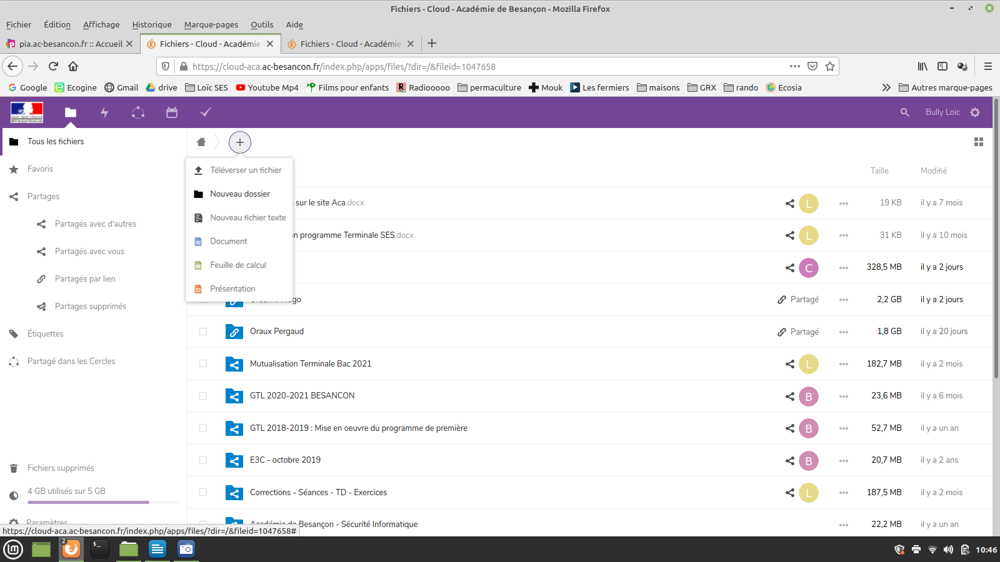 Fichiers - Cloud - Académie de Besançon - Mozilla Firefox
Fichier Édition Affichage Historique Marque-pages Outils Aide
pia.ac-besancon.fr :: Accueil Fichiers - Cloud - Académie Fichiers - Cloud - Académie
https://cloud-aca.ac-besancon.fr/index.php/apps/files/?dir=/&fileid=1047658
Google Ecogine Gmail drive Loïc SES Youtube Mp4 Films pour enfants Radiooooo permaculture Mouk Les fermiers maisons GRX rando Ecosia Autres marque-pages
Bully Loic
Tous les fichiers
Favoris
Partages
Partagés avec d'autres
Partagés avec vous
Partagés par lien
Partages supprimés
Étiquettes
Partagé dans les Cercles
Fichiers supprimés
4 GB utilisés sur 5 GB
Paramètres
Téléverser un fichier
Nouveau dossier
Nouveau fichier texte
Document
Feuille de calcul
Présentation
Taille Modifié
sur le site Aca.docx L 19 KB il y a 7 mois
programme Terminale SES.docx L 31 KB il y a 10 mois
C 328,5 MB il y a 2 jours
Partagé 2,2 GB il y a 2 jours
Oraux Pergaud Partagé 1,8 GB il y a 20 jours
Mutualisation Terminale Bac 2021 L 182,7 MB il y a 2 mois
GTL 2020-2021 BESANCON B 23,6 MB il y a 6 mois
GTL 2018-2019 : Mise en oeuvre du programme de première B 52,7 MB il y a un an
E3C - octobre 2019 B 20,7 MB il y a 2 ans
Corrections - Séances - TD - Exercices L 187,5 MB il y a 2 mois
Académie de Besançon - Sécurité Informatique 22,2 MB il y a un an
https://cloud-aca.ac-besancon.fr/index.php/apps/files/?dir=/&fileid=1047658#
2
10:46